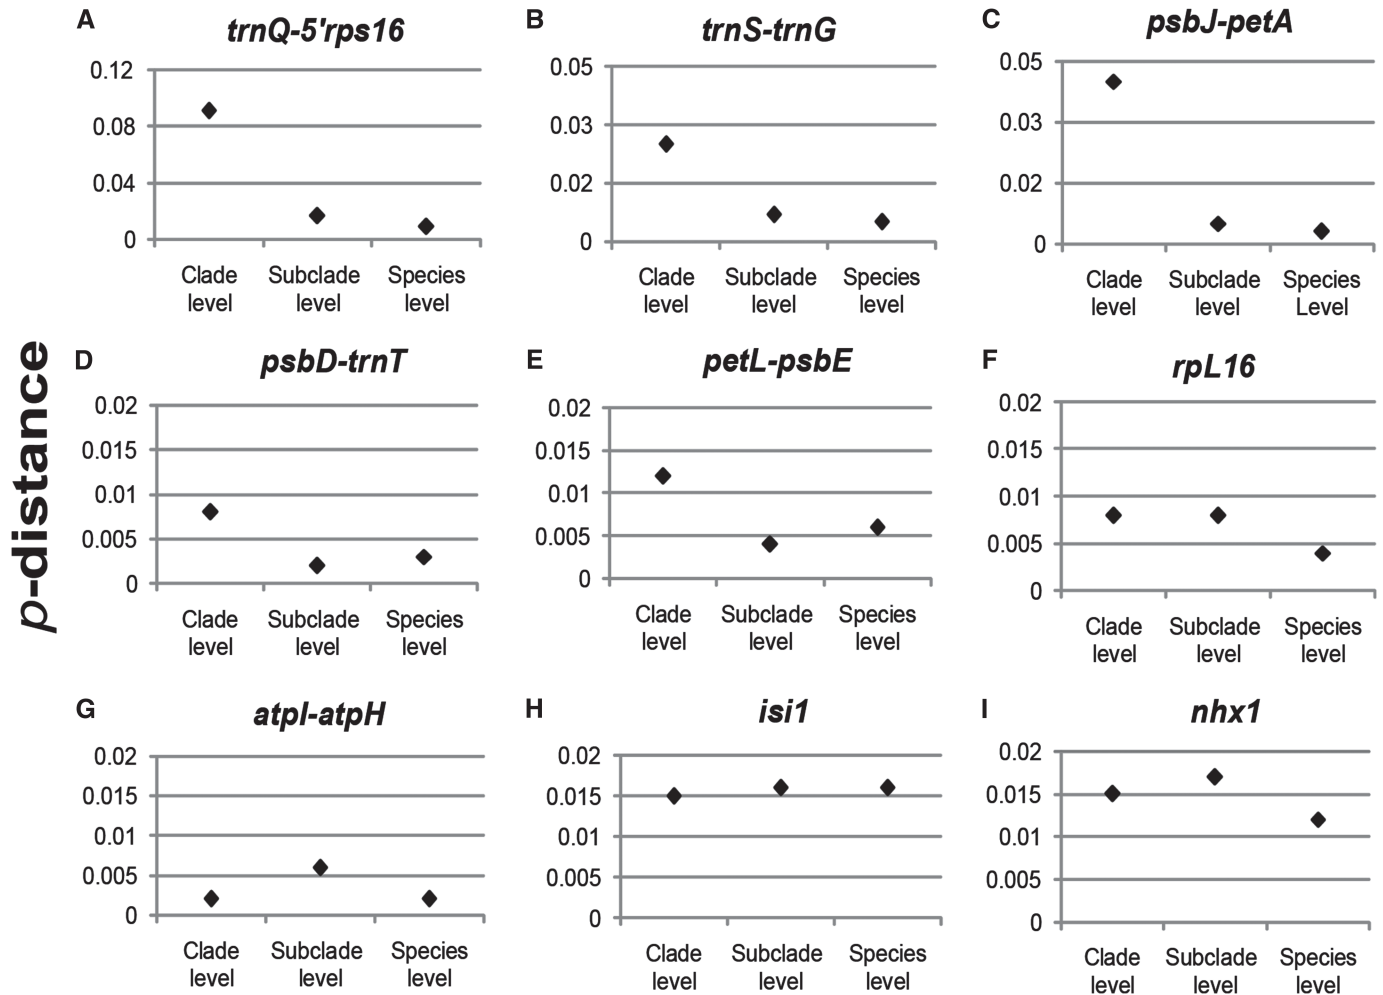 A
trnQ-5'rps16
0.12
0.08
0.04
0
Clade
level
Subclade
level
Species
level
B
trnS-trnG
0.05
0.03
0.02
0
Clade
level
Subclade
level
Species
level
C
psbJ-petA
0.05
0.03
0.02
0
Clade
level
Subclade
level
Species
Level
p-distance
D
psbD-trnT
0.02
0.015
0.01
0.005
0
Clade
level
Subclade
level
Species
level
E
petL-psbE
0.02
0.015
0.01
0.005
0
Clade
level
Subclade
level
Species
level
F
rpL16
0.02
0.015
0.01
0.005
0
Clade
level
Subclade
level
Species
level
G
atpI-atpH
0.02
0.015
0.01
0.005
0
Clade
level
Subclade
level
Species
level
H
isi1
0.02
0.015
0.01
0.005
0
Clade
level
Subclade
level
Species
level
I
nhx1
0.02
0.015
0.01
0.005
0
Clade
level
Subclade
level
Species
level